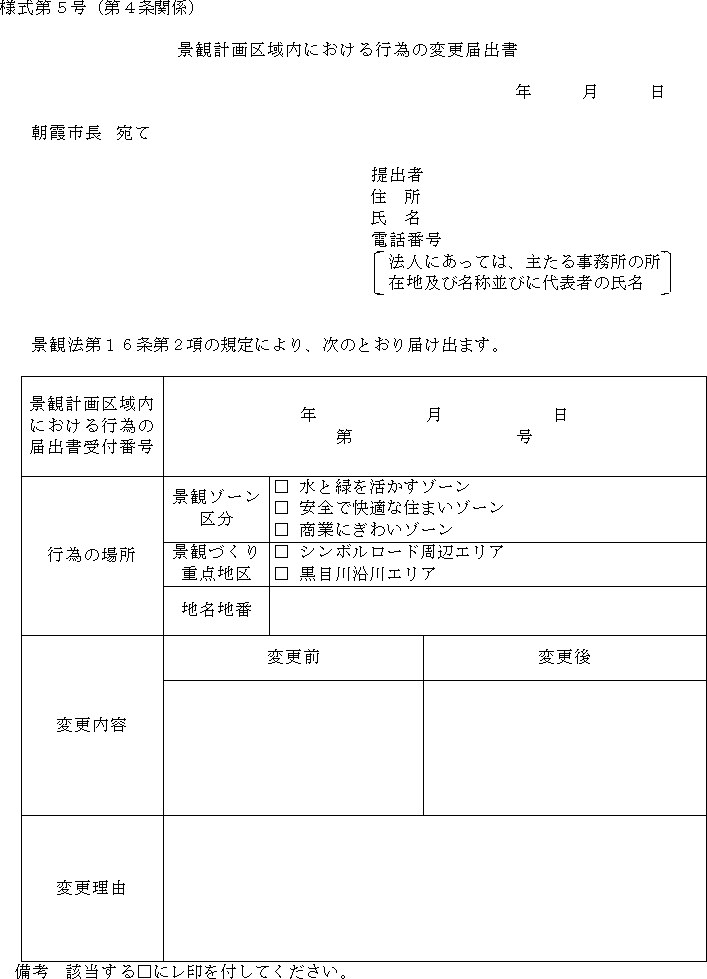 様式第５号（第４条関係）
景観計画区域内における行為の変更届出書
年　　月　　日
朝霞市長　宛て
提出者
住　所
氏　名
電話番号
法人にあっては、主たる事務所の所
在地及び名称並びに代表者の氏名
景観法第１６条第２項の規定により、次のとおり届け出ます。
景観計画区域内
における行為の
届出書受付番号
年　　月　　日
第　　　号
行為の場所
景観ゾーン
区分
□ 水と緑を活かすゾーン
□ 安全で快適な住まいゾーン
□ 商業にぎわいゾーン
景観づくり
重点地区
□ シンボルロード周辺エリア
□ 黒目川沿川エリア
地名地番
変更内容
変更前
変更後
変更理由
備考　該当する□にレ印を付してください。